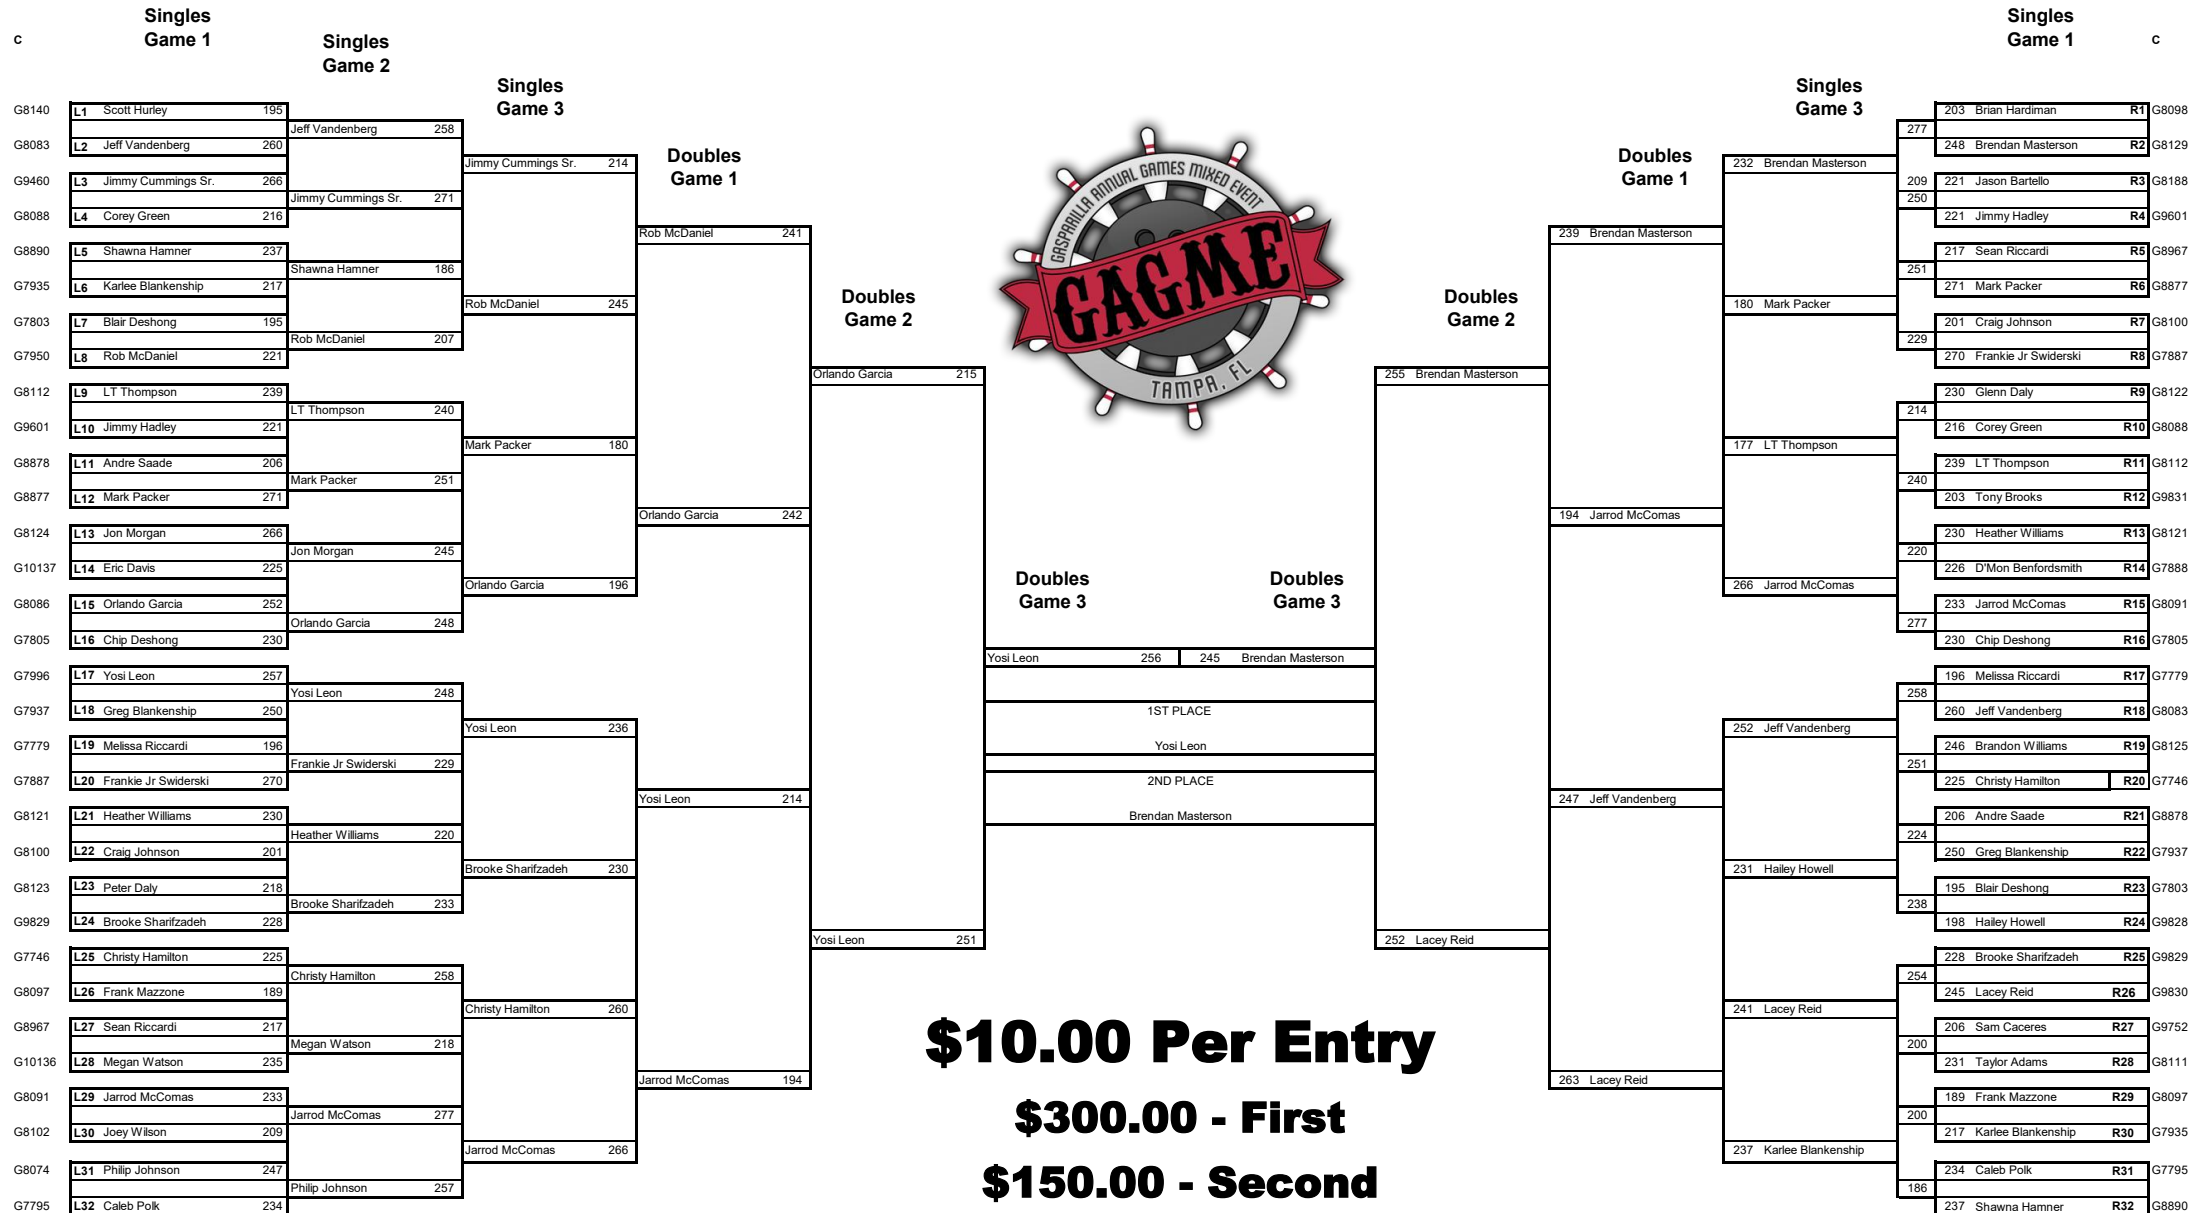 Singles
Game 1
C
Singles
Game 2
Singles
Game 3
Doubles
Game 1
Doubles
Game 2
Doubles
Game 3
Doubles
Game 3
Doubles
Game 2
Doubles
Game 1
Singles
Game 3
Singles
Game 1
C
G8140 L1 Scott Hurley 195
G8083 L2 Jeff Vandenberg 260
G9460 L3 Jimmy Cummings Sr. 266
G8088 L4 Corey Green 216
G8890 L5 Shawna Hamner 237
G7935 L6 Karlee Blankenship 217
G7803 L7 Blair Deshong 195
G7950 L8 Rob McDaniel 221
G8112 L9 LT Thompson 239
G9601 L10 Jimmy Hadley 221
G8878 L11 Andre Saade 206
G8877 L12 Mark Packer 271
G8124 L13 Jon Morgan 266
G10137 L14 Eric Davis 225
G8086 L15 Orlando Garcia 252
G7805 L16 Chip Deshong 230
G7996 L17 Yosi Leon 257
G7937 L18 Greg Blankenship 250
G7779 L19 Melissa Riccardi 196
G7887 L20 Frankie Jr Swiderski 270
G8121 L21 Heather Williams 230
G8100 L22 Craig Johnson 201
G8123 L23 Peter Daly 218
G9829 L24 Brooke Sharifzadeh 228
G7746 L25 Christy Hamilton 225
G8097 L26 Frank Mazzone 189
G8967 L27 Sean Riccardi 217
G10136 L28 Megan Watson 235
G8091 L29 Jarrod McComas 233
G8102 L30 Joey Wilson 209
G8074 L31 Philip Johnson 247
G7795 L32 Caleb Polk 234
Jeff Vandenberg 258
Jimmy Cummings Sr. 271
Shawna Hamner 186
Rob McDaniel 207
LT Thompson 240
Mark Packer 251
Jon Morgan 245
Orlando Garcia 248
Yosi Leon 248
Frankie Jr Swiderski 229
Heather Williams 220
Brooke Sharifzadeh 233
Christy Hamilton 258
Megan Watson 218
Jarrod McComas 277
Philip Johnson 257
Jimmy Cummings Sr. 214
Rob McDaniel 245
Mark Packer 180
Orlando Garcia 196
Yosi Leon 236
Brooke Sharifzadeh 230
Christy Hamilton 260
Jarrod McComas 266
Rob McDaniel 241
Orlando Garcia 242
Yosi Leon 214
Jarrod McComas 194
Orlando Garcia 215
Yosi Leon 251
GASPARILLA ANNUAL GAMES MIXED EVENT
GAGME
TAMPA, FL
Yosi Leon 256 245 Brendan Masterson
1ST PLACE
Yosi Leon
2ND PLACE
Brendan Masterson
$10.00 Per Entry
$300.00 - First
$150.00 - Second
255 Brendan Masterson
252 Lacey Reid
239 Brendan Masterson
194 Jarrod McComas
247 Jeff Vandenberg
263 Lacey Reid
232 Brendan Masterson
180 Mark Packer
177 LT Thompson
266 Jarrod McComas
252 Jeff Vandenberg
231 Hailey Howell
241 Lacey Reid
237 Karlee Blankenship
277
209
250
251
229
214
240
220
277
258
251
224
238
254
200
200
186
203 Brian Hardiman R1 G8098
248 Brendan Masterson R2 G8129
221 Jason Bartello R3 G8188
221 Jimmy Hadley R4 G9601
217 Sean Riccardi R5 G8967
271 Mark Packer R6 G8877
201 Craig Johnson R7 G8100
270 Frankie Jr Swiderski R8 G7887
230 Glenn Daly R9 G8122
216 Corey Green R10 G8088
239 LT Thompson R11 G8112
203 Tony Brooks R12 G9831
230 Heather Williams R13 G8121
226 D'Mon Benfordsmith R14 G7888
233 Jarrod McComas R15 G8091
230 Chip Deshong R16 G7805
196 Melissa Riccardi R17 G7779
260 Jeff Vandenberg R18 G8083
246 Brandon Williams R19 G8125
225 Christy Hamilton R20 G7746
206 Andre Saade R21 G8878
250 Greg Blankenship R22 G7937
195 Blair Deshong R23 G7803
198 Hailey Howell R24 G9828
228 Brooke Sharifzadeh R25 G9829
245 Lacey Reid R26 G9830
206 Sam Caceres R27 G9752
231 Taylor Adams R28 G8111
189 Frank Mazzone R29 G8097
217 Karlee Blankenship R30 G7935
234 Caleb Polk R31 G7795
237 Shawna Hamner R32 G8890